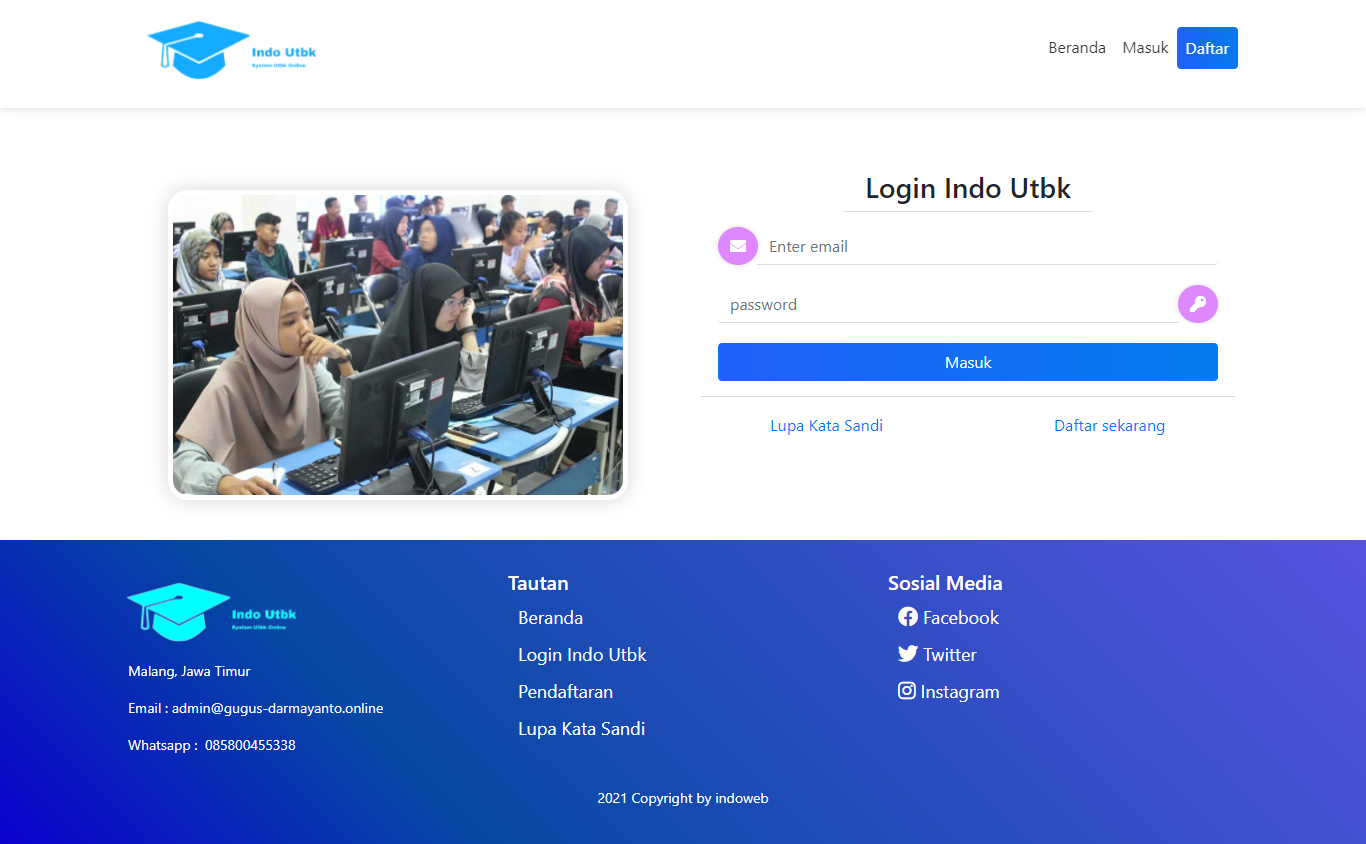 Indo Utbk
System Utbk Online
Beranda
Masuk
Daftar
Login Indo Utbk
Enter email
password
Masuk
Lupa Kata Sandi
Daftar sekarang
Indo Utbk
System Utbk Online
Malang, Jawa Timur
Email : admin@gugus-darmayanto.online
Whatsapp : 085800455338
Tautan
Beranda
Login Indo Utbk
Pendaftaran
Lupa Kata Sandi
Sosial Media
Facebook
Twitter
Instagram
2021 Copyright by indoweb